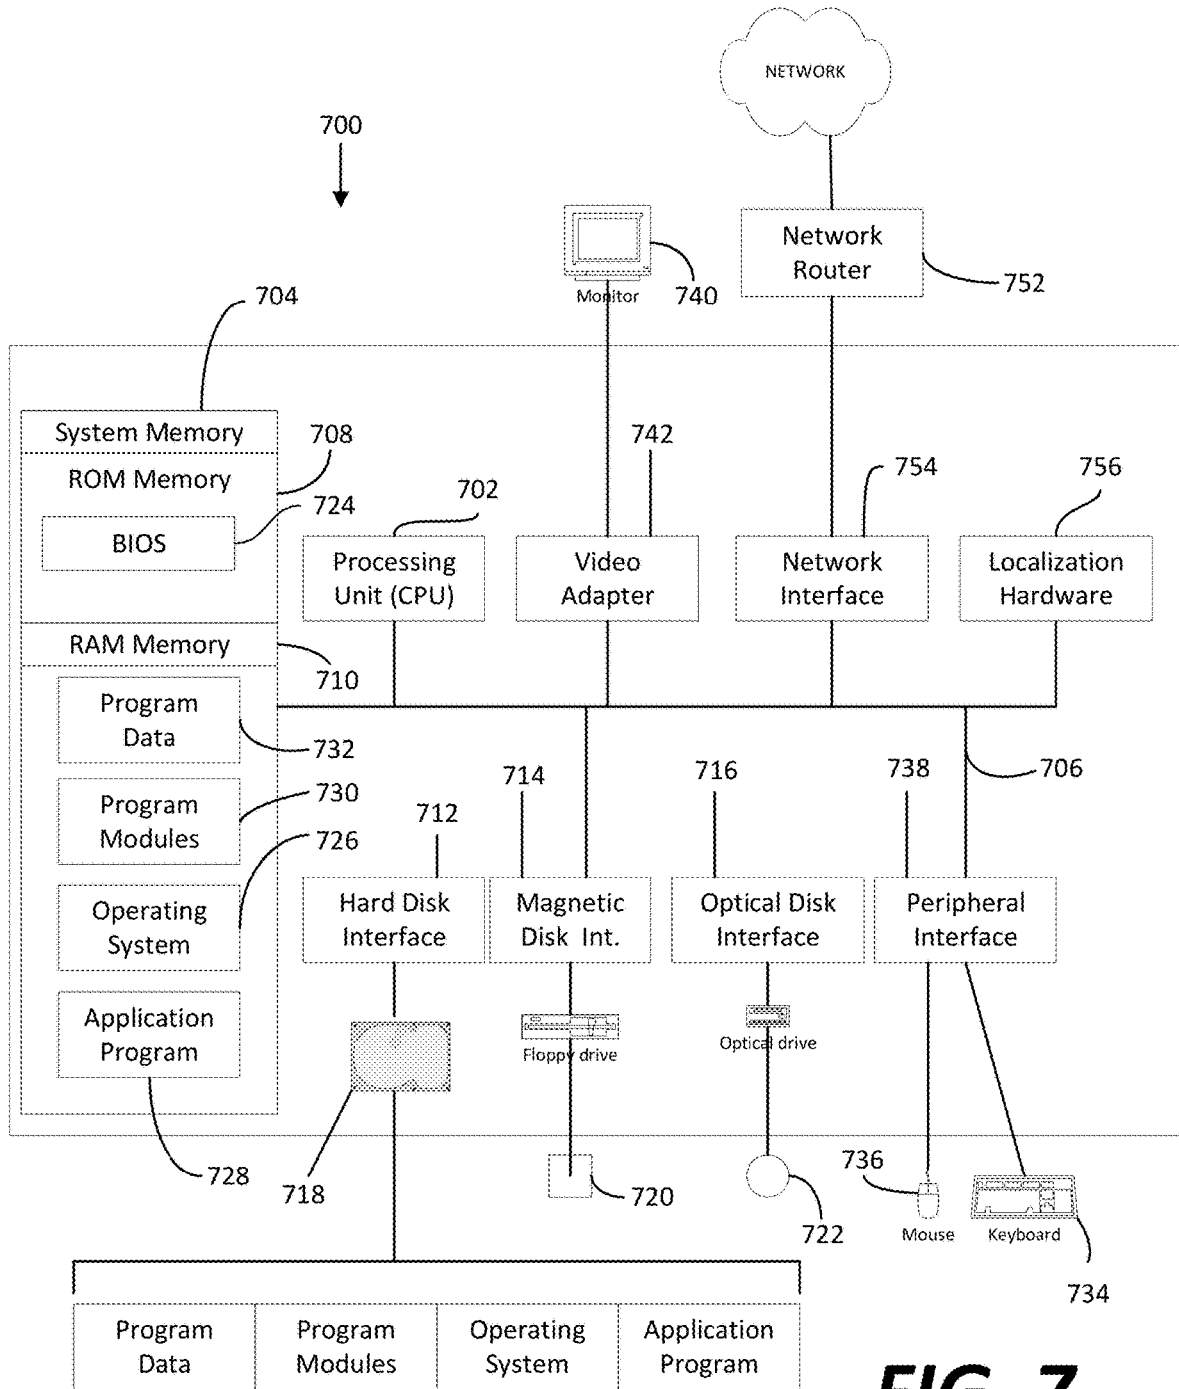 NETWORK
700
Network
Router
752
Monitor
740
704
System Memory
708
742
754
756
ROM Memory
702
724
BIOS
Processing
Unit (CPU)
Video
Adapter
Network
Interface
Localization
Hardware
RAM Memory
710
Program
Data
732
714
716
738
706
Program
Modules
730
712
726
Operating
System
Hard Disk
Interface
Magnetic
Disk Int.
Optical Disk
Interface
Peripheral
Interface
Application
Program
Floppy drive
Optical drive
728
718
720
722
736
Mouse
Keyboard
734
Program
Data
Program
Modules
Operating
System
Application
Program
FIG. 7